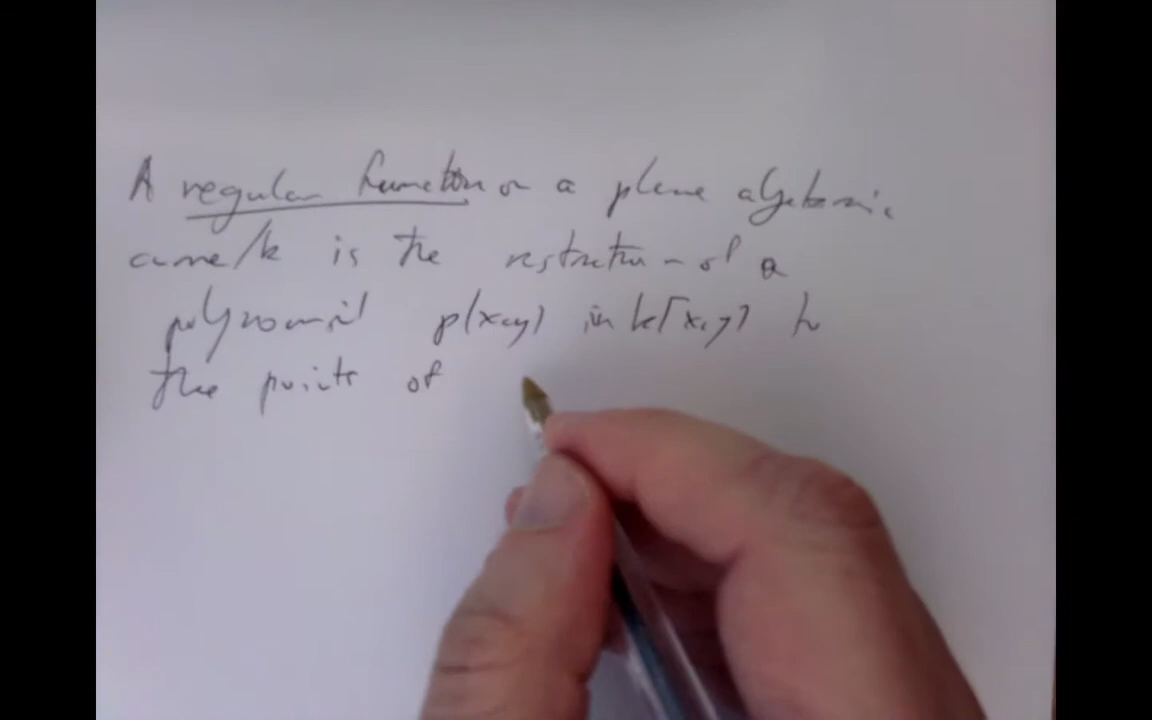 A regular function on a plane algebraic
curve/k is the restriction of a
polynomial p(x,y) in k[x,y] to
the points of